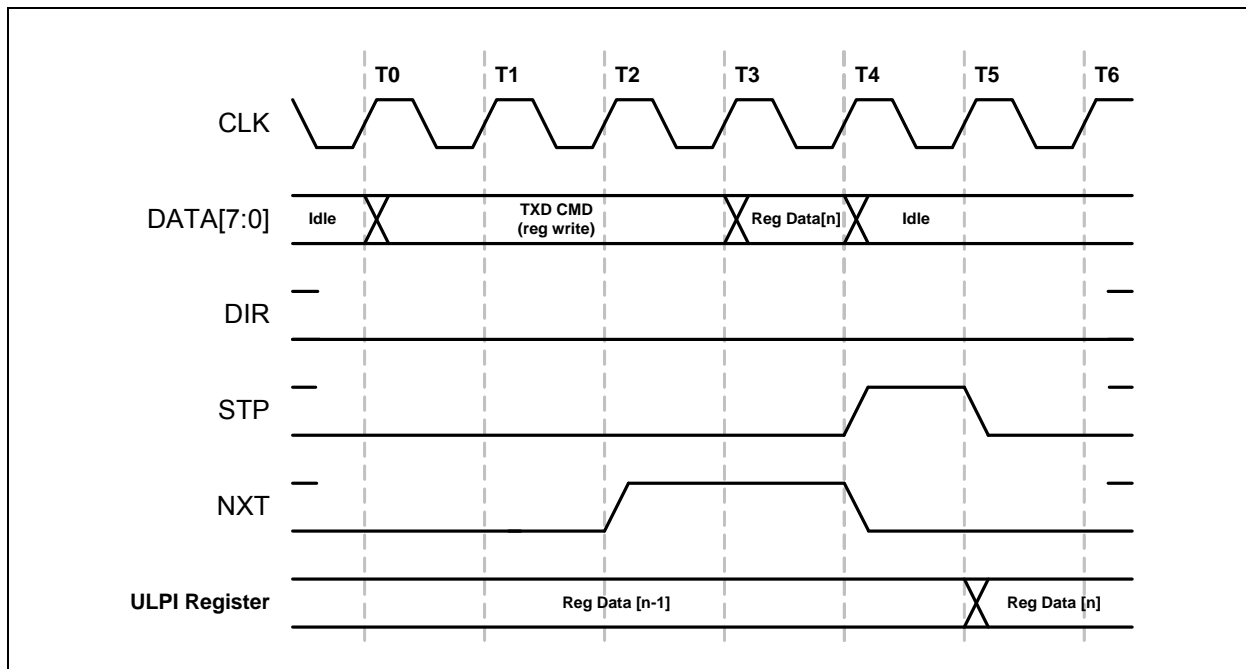 T0 T1 T2 T3 T4 T5 T6
CLK
DATA[7:0]
Idle
TXD CMD
(reg write)
Reg Data[n]
Idle
DIR
STP
NXT
ULPI Register
Reg Data [n-1]
Reg Data [n]